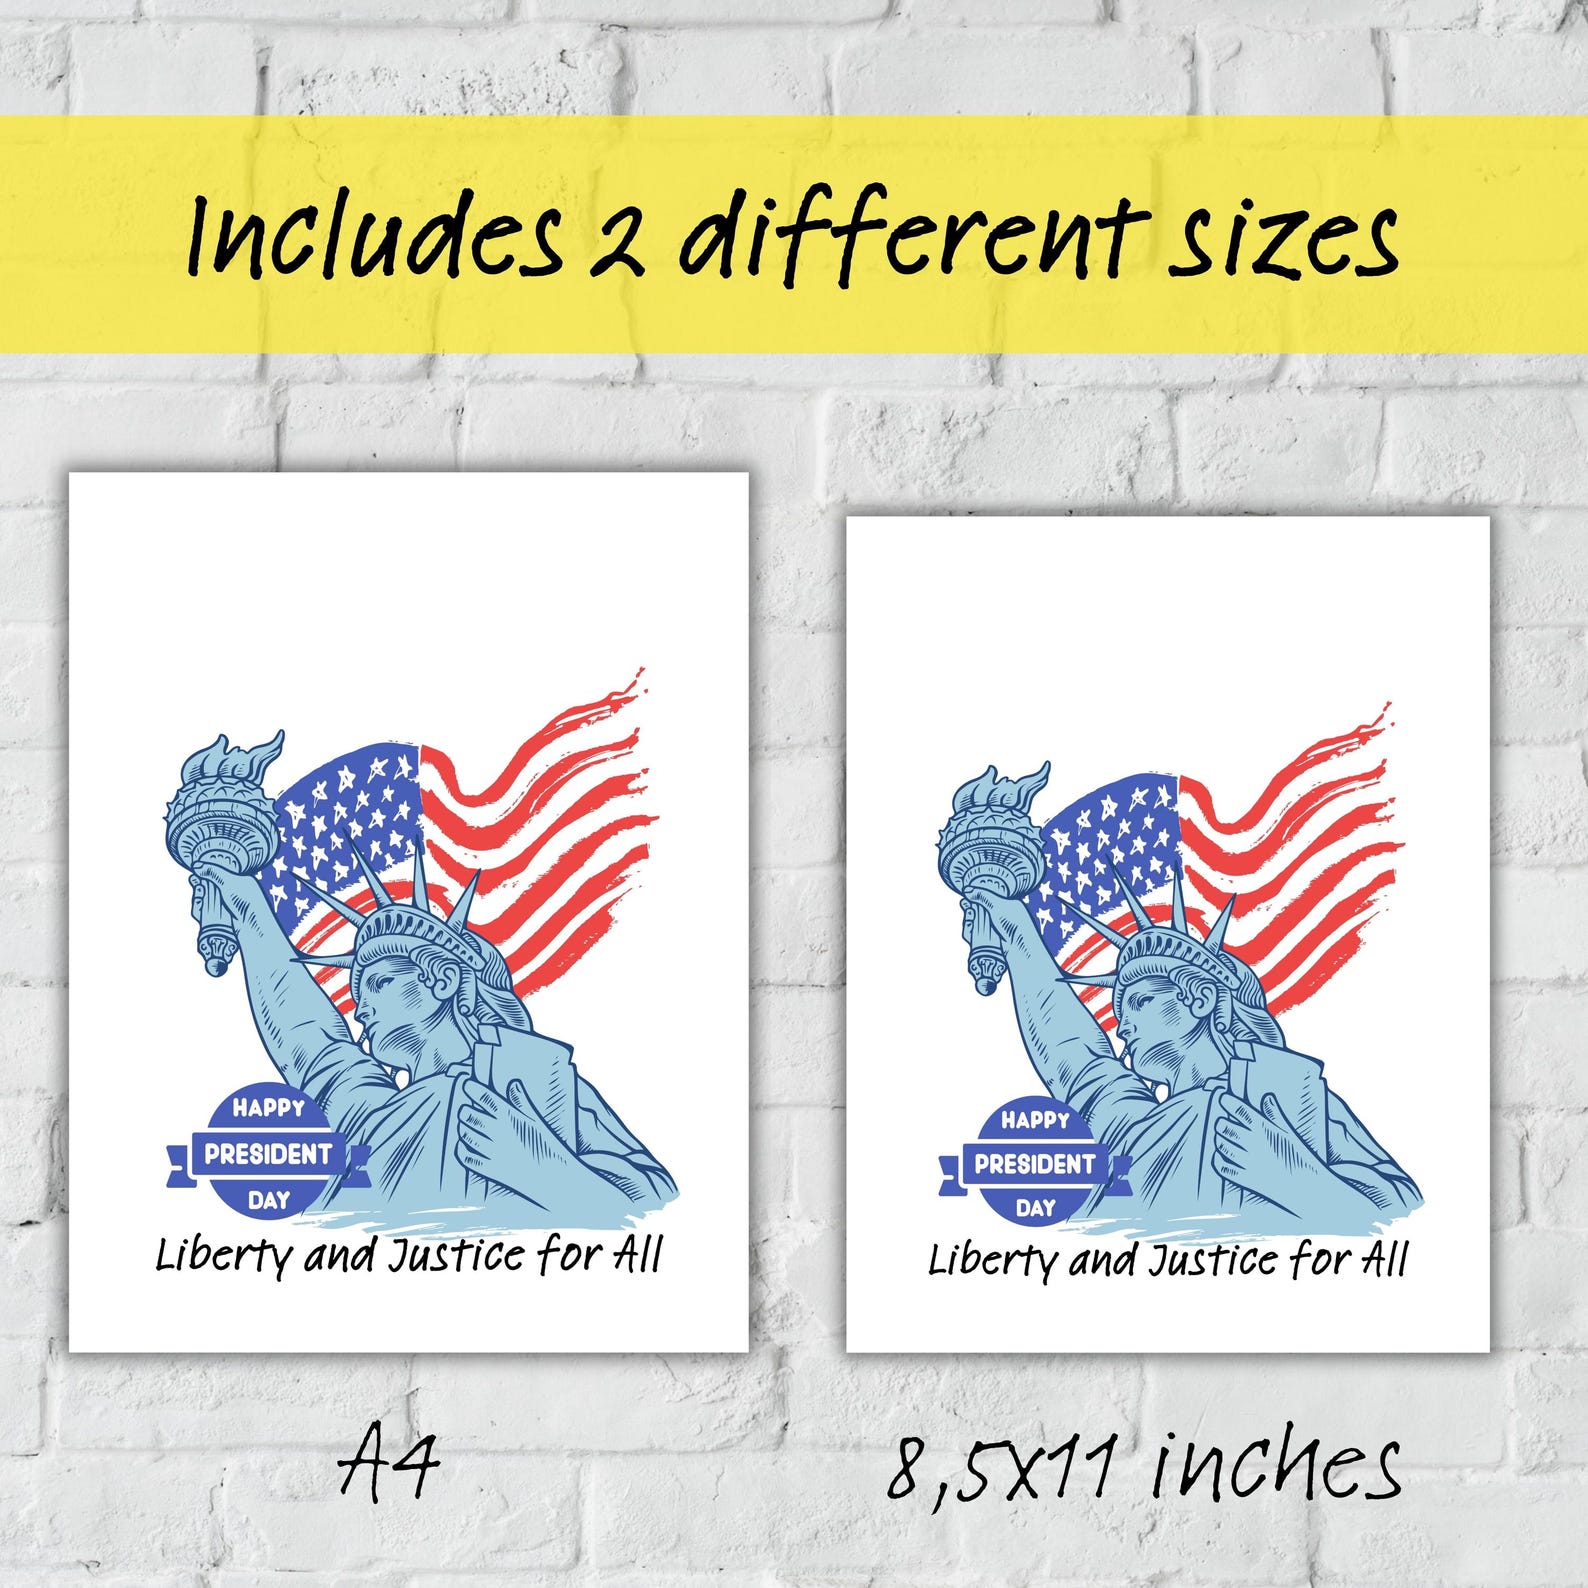 Includes 2 different sizes
HAPPY
PRESIDENT
DAY
Liberty and Justice for All
HAPPY
PRESIDENT
DAY
Liberty and Justice for All
A4
8,5x11 inches